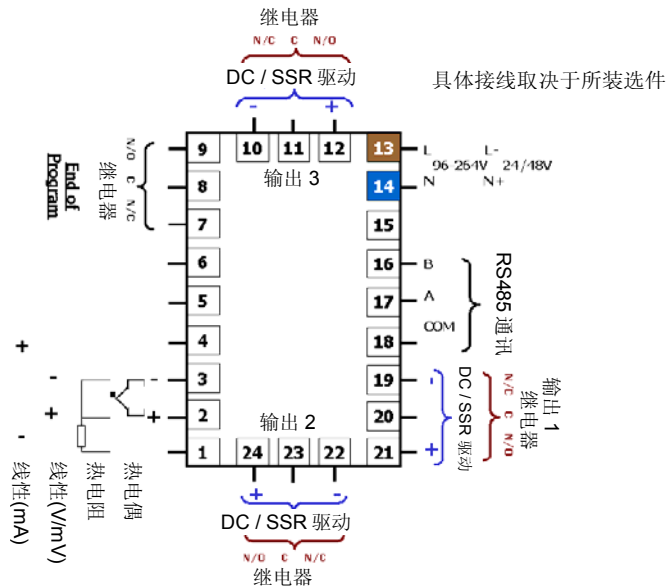 继电器
N/C C N/O
DC / SSR 驱动
- +
具体接线取决于所装选件
9 10 11 12 13 L L-
96-264V 24/48V
输出 3
8 14 N N+
N/O C N/C
继电器
End of
Program
7 15
6 16 B
5 17 A
4 18 COM
RS485 通讯
3 - 19 -
2 + 20
输出 2
1 24 23 22 21 +
DC / SSR 驱动
N/C C N/O
输出 1
继电器
+ -
线性(mA)
- +
线性(V/mV)
热电阻
热电偶
+ -
DC / SSR 驱动
N/O C N/C
继电器